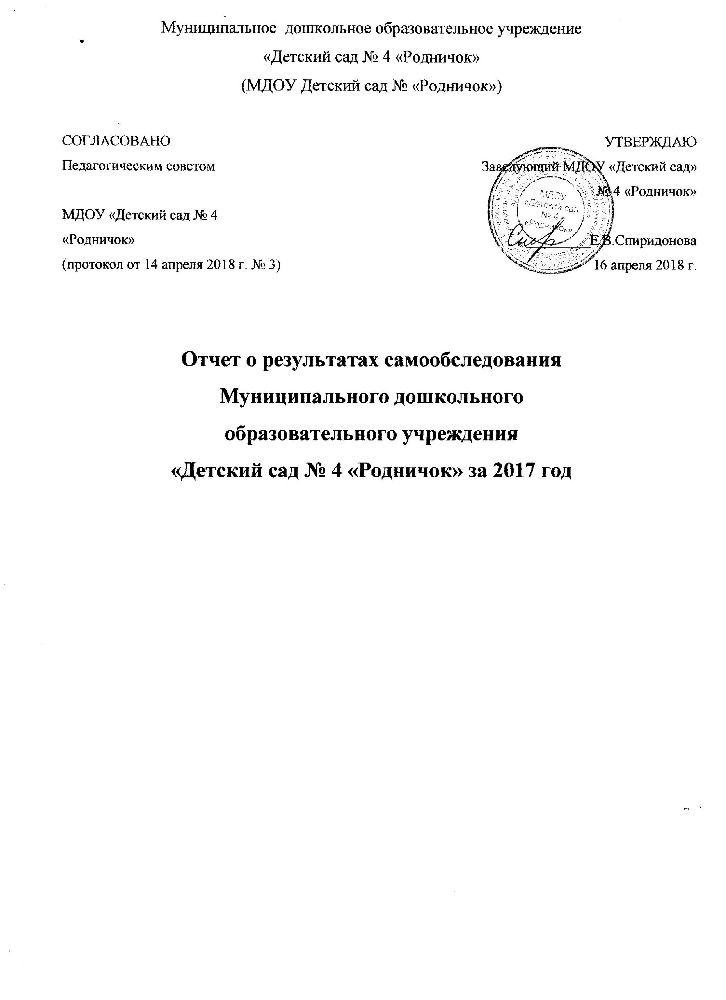 Муниципальное дошкольное образовательное учреждение
«Детский сад № 4 «Родничок»
(МДОУ Детский сад № «Родничок»)
СОГЛАСОВАНО
Педагогическим советом
МДОУ «Детский сад № 4
«Родничок»
(протокол от 14 апреля 2018 г. № 3)
УТВЕРЖДАЮ
Заведующий МДОУ «Детский сад»
№ 4 «Родничок»
Е.В.Спиридонова
16 апреля 2018 г.
МДОУ
«Детский сад
№ 4
«Родничок»
Отчет о результатах самообследования
Муниципального дошкольного
образовательного учреждения
«Детский сад № 4 «Родничок» за 2017 год